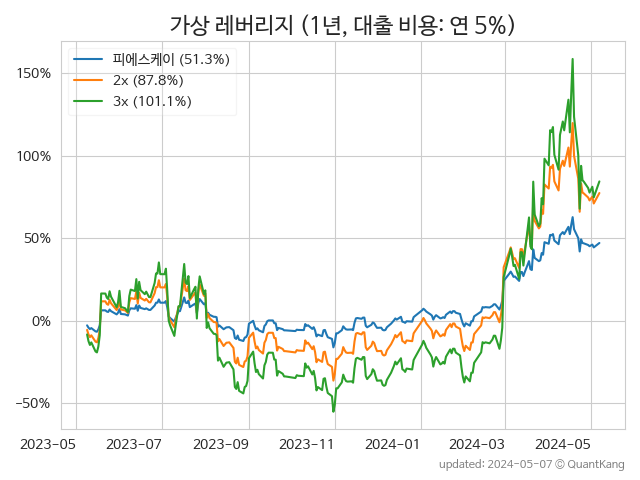 가상 레버리지 (1년, 대출 비용: 연 5%)
피에스케이 (51.3%)
2x (87.8%)
3x (101.1%)
150%
100%
50%
0%
−50%
2023−05 2023−07 2023−09 2023−11 2024−01 2024−03 2024−05
updated: 2024-05-07 © QuantKang